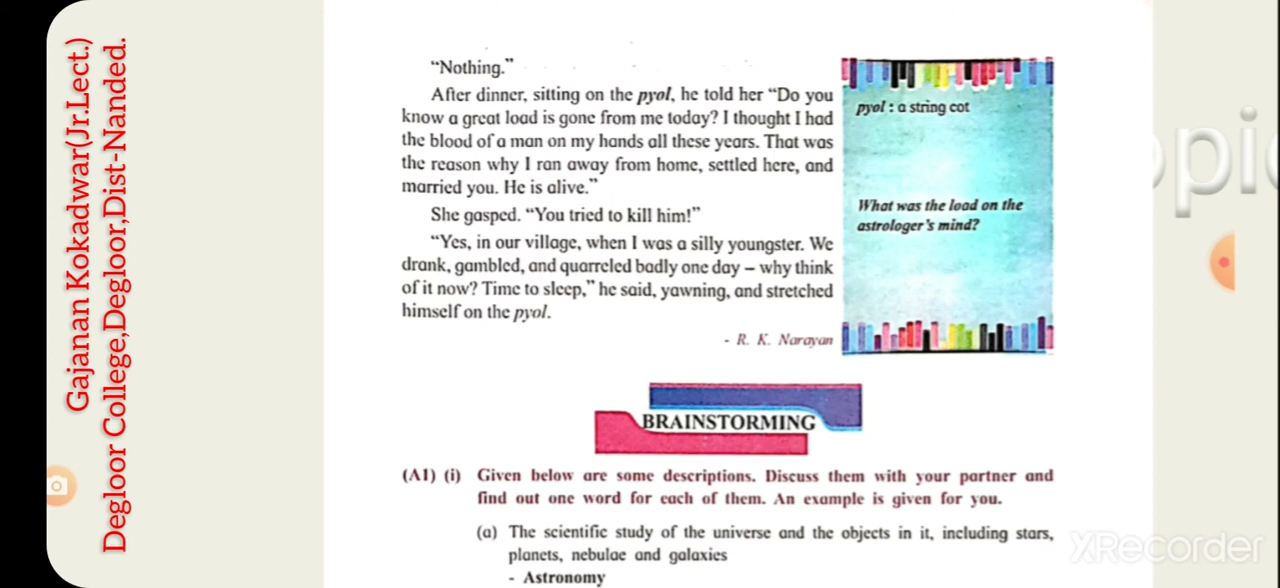 Gajanan Kokadwar(Jr.Lect.)
Degloor College,Degloor,Dist-Nanded.
“Nothing.”
After dinner, sitting on the pyol, he told her “Do you
know a great load is gone from me today? I thought I had
the blood of a man on my hands all these years. That was
the reason why I ran away from home, settled here, and
married you. He is alive.”
She gasped. “You tried to kill him!”
“Yes, in our village, when I was a silly youngster. We
drank, gambled, and quarreled badly one day – why think
of it now? Time to sleep,” he said, yawning, and stretched
himself on the pyol.
- R. K. Narayan
pyol : a string cot
What was the load on the
astrologer’s mind?
BRAINSTORMING
(A1) (i) Given below are some descriptions. Discuss them with your partner and
find out one word for each of them. An example is given for you.
(a) The scientific study of the universe and the objects in it, including stars,
planets, nebulae and galaxies
- Astronomy
XRecorder